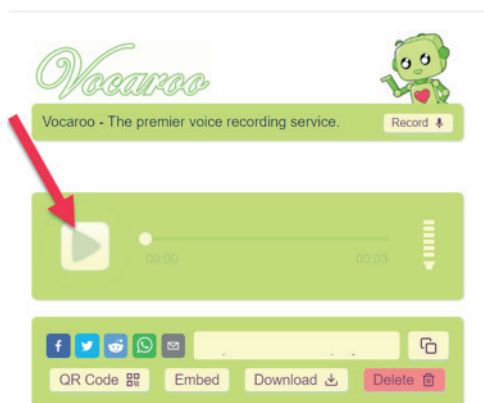 Vocaroo
Vocaroo - The premier voice recording service.
Record
00:00
00:03
QR Code
Embed
Download
Delete